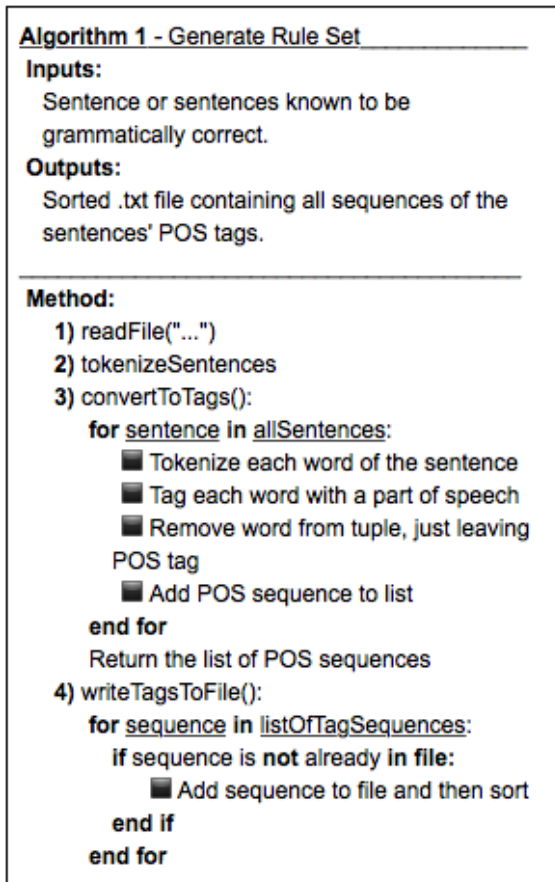 Algorithm 1 - Generate Rule Set
Inputs:
Sentence or sentences known to be
grammatically correct.
Outputs:
Sorted .txt file containing all sequences of the
sentences' POS tags.
Method:
1) readFile("...")
2) tokenizeSentences
3) convertToTags():
for sentence in allSentences:
Tokenize each word of the sentence
Tag each word with a part of speech
Remove word from tuple, just leaving
POS tag
Add POS sequence to list
end for
Return the list of POS sequences
4) writeTagsToFile():
for sequence in listOfTagSequences:
if sequence is not already in file:
Add sequence to file and then sort
end if
end for